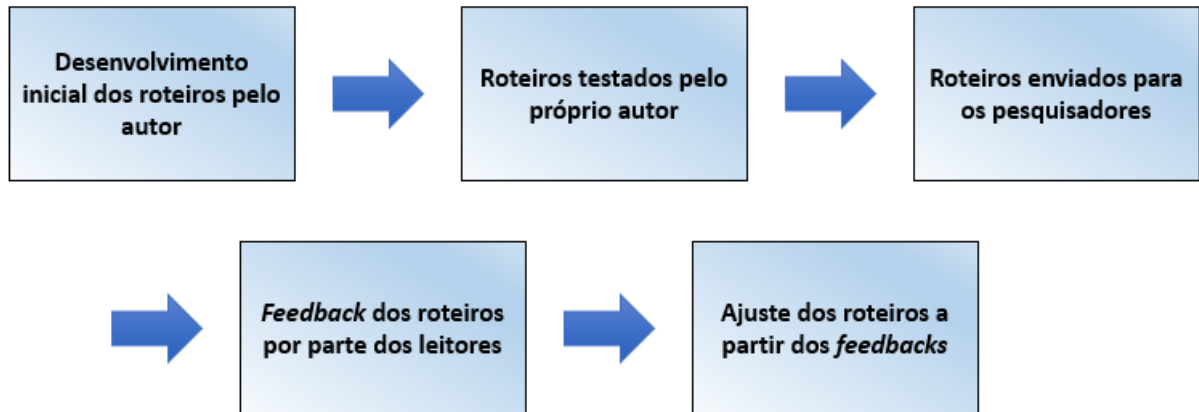 Desenvolvimento
inicial dos roteiros pelo
autor
Roteiros testados pelo
próprio autor
Roteiros enviados para
os pesquisadores
Feedback dos roteiros
por parte dos leitores
Ajuste dos roteiros a
partir dos feedbacks